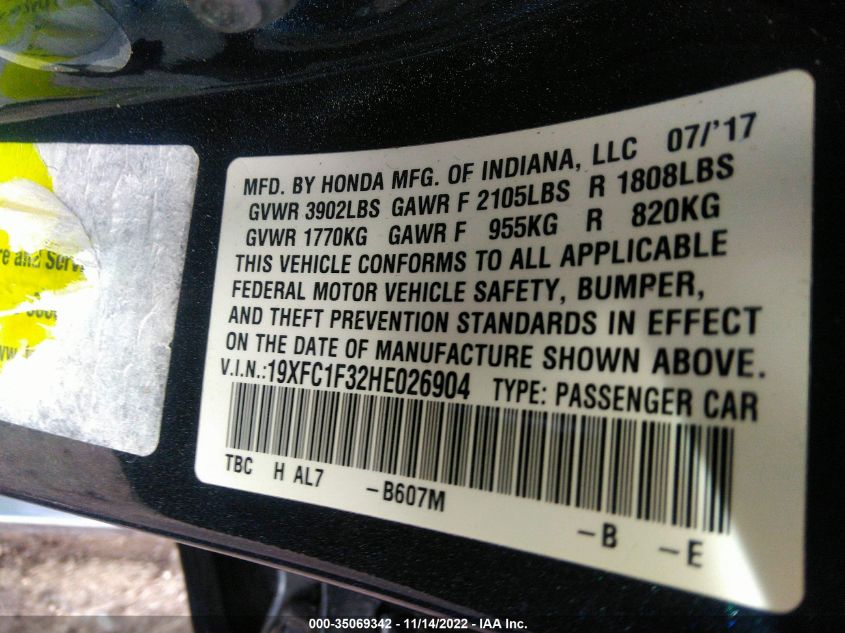 MFD. BY HONDA MFG. OF INDIANA, LLC 07/'17
GVWR 3902LBS GAWR F 2105LBS R 1808LBS
GVWR 1770KG GAWR F 955KG R 820KG
THIS VEHICLE CONFORMS TO ALL APPLICABLE
FEDERAL MOTOR VEHICLE SAFETY, BUMPER,
AND THEFT PREVENTION STANDARDS IN EFFECT
ON THE DATE OF MANUFACTURE SHOWN ABOVE.
V.I.N.:19XFC1F32HE026904 TYPE: PASSENGER CAR
TBC H AL7 -B607M -B -E
and
000-35069342 - 11/14/2022 - IAA Inc.